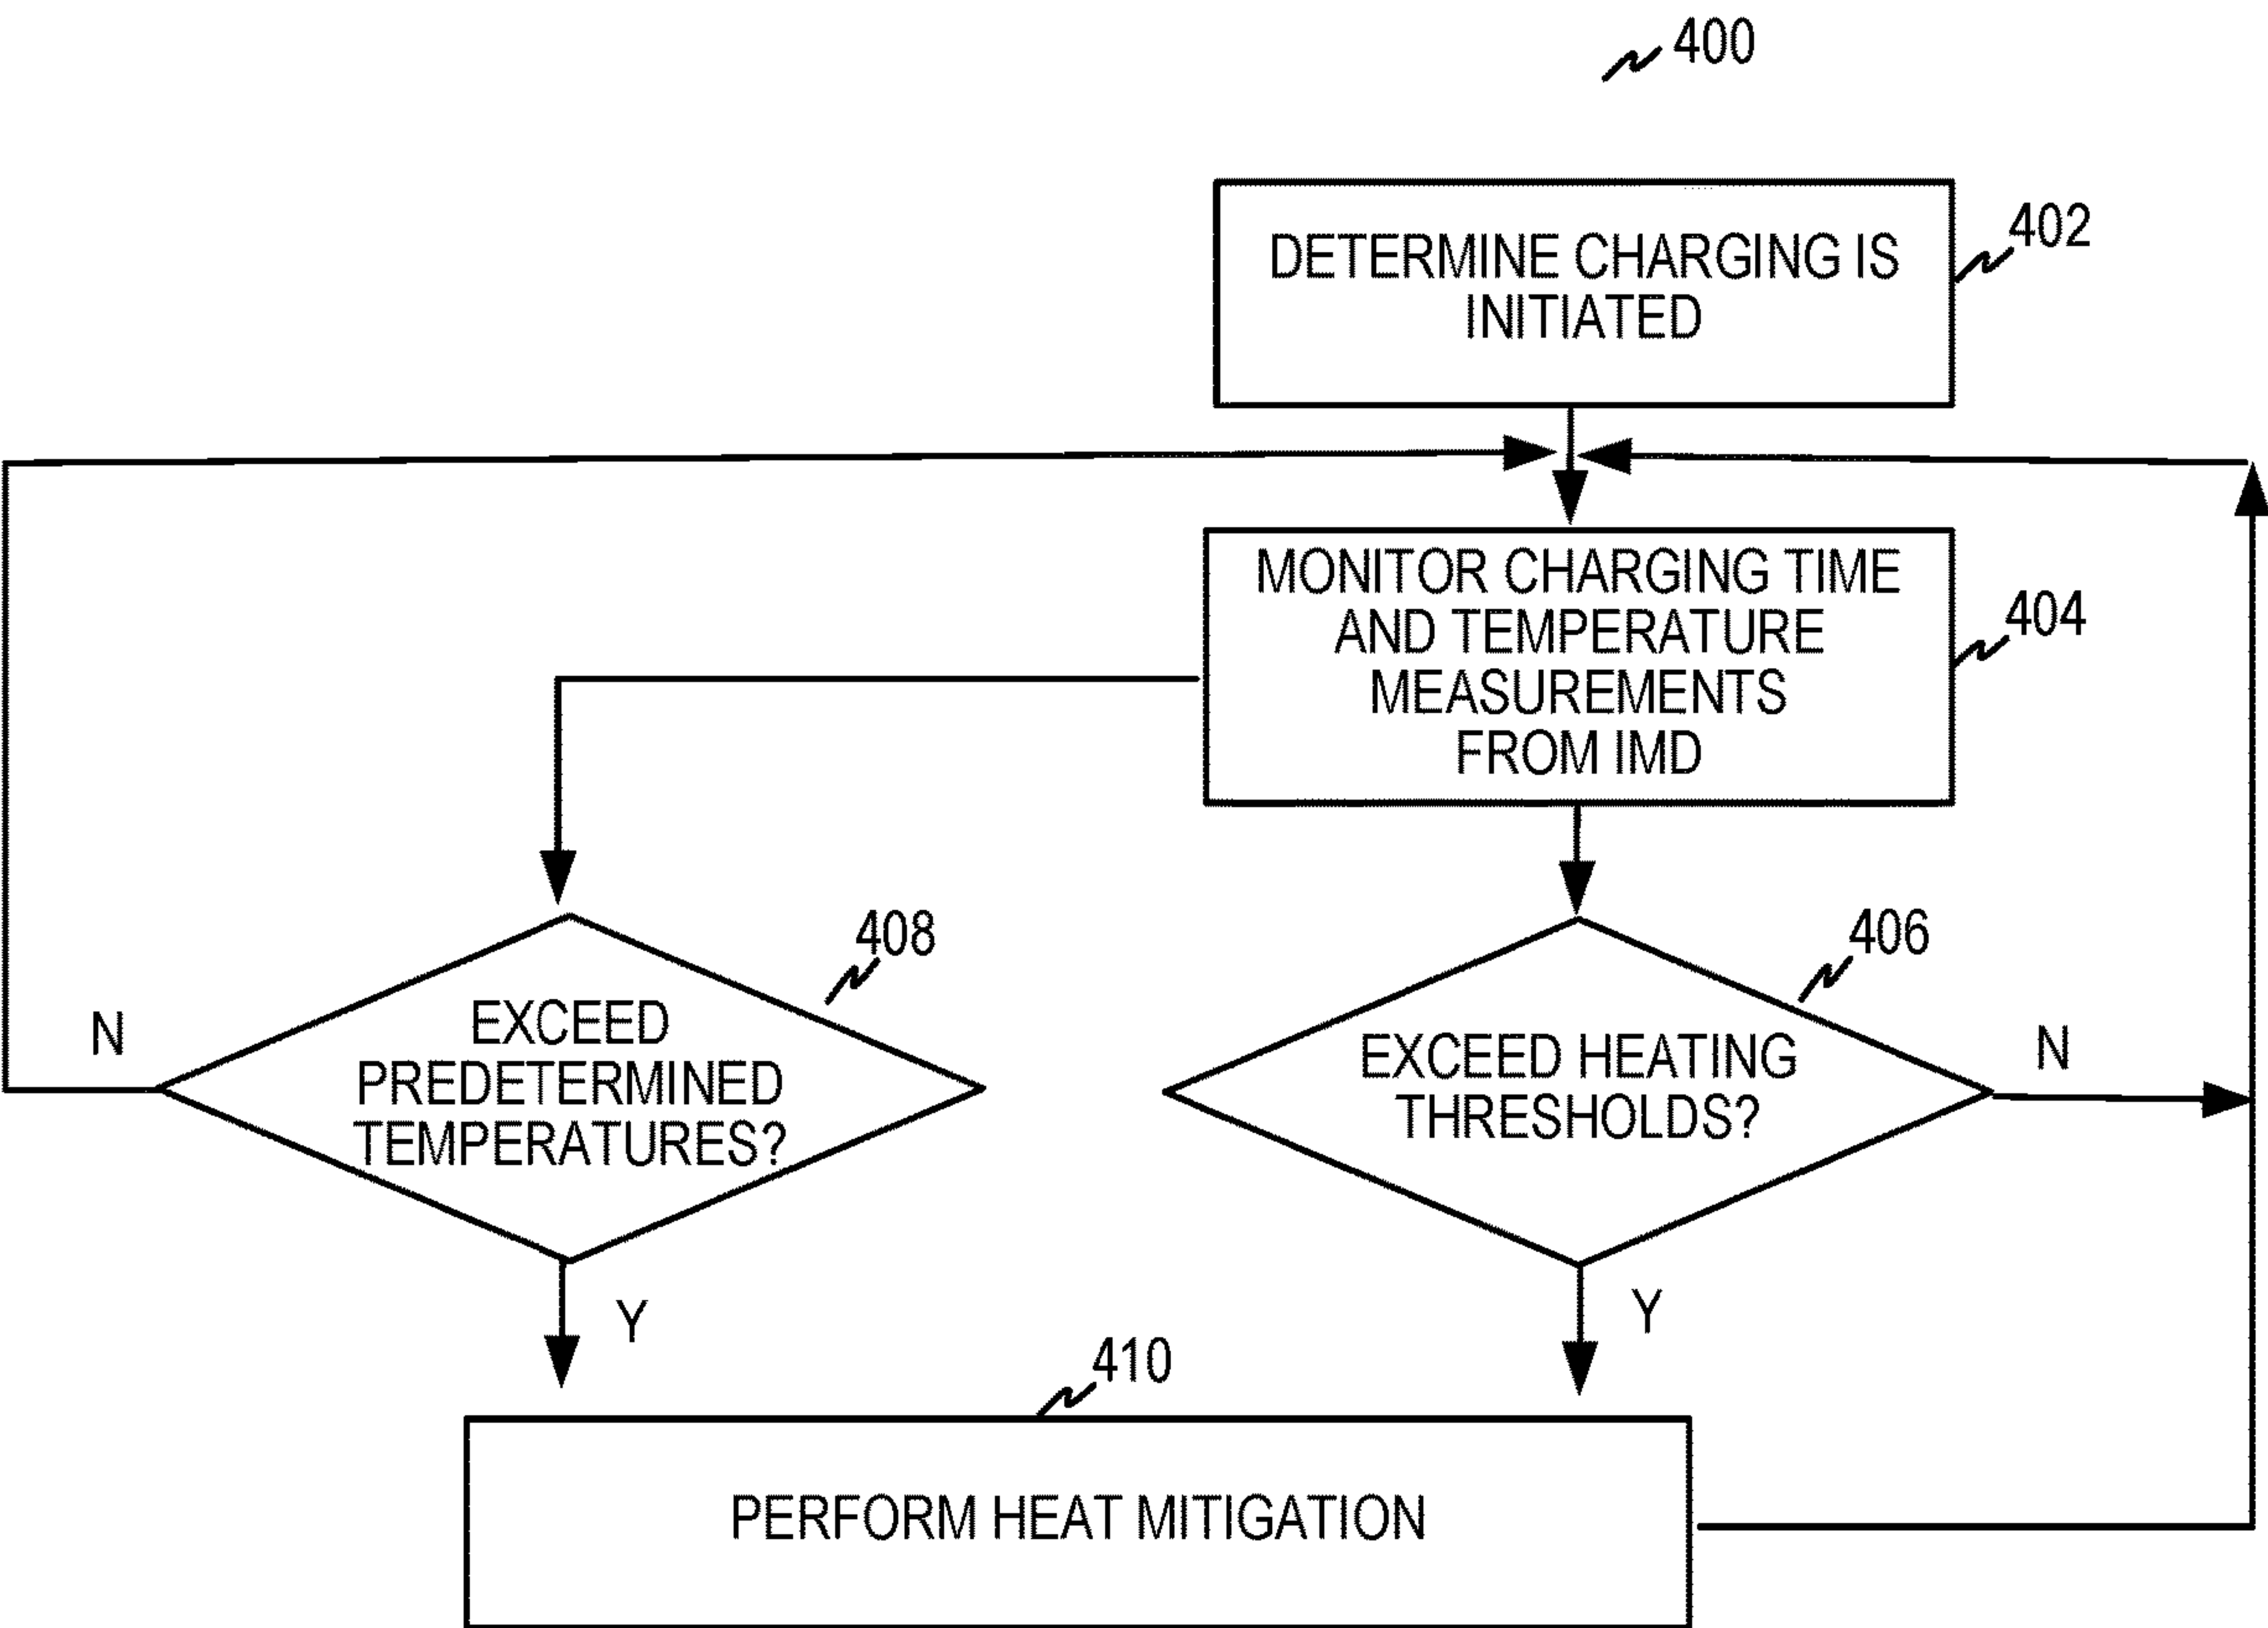 400
DETERMINE CHARGING IS
INITIATED
402
MONITOR CHARGING TIME
AND TEMPERATURE
MEASUREMENTS
FROM IMD
404
408
EXCEED
PREDETERMINED
TEMPERATURES?
N
Y
406
EXCEED HEATING
THRESHOLDS?
N
Y
410
PERFORM HEAT MITIGATION